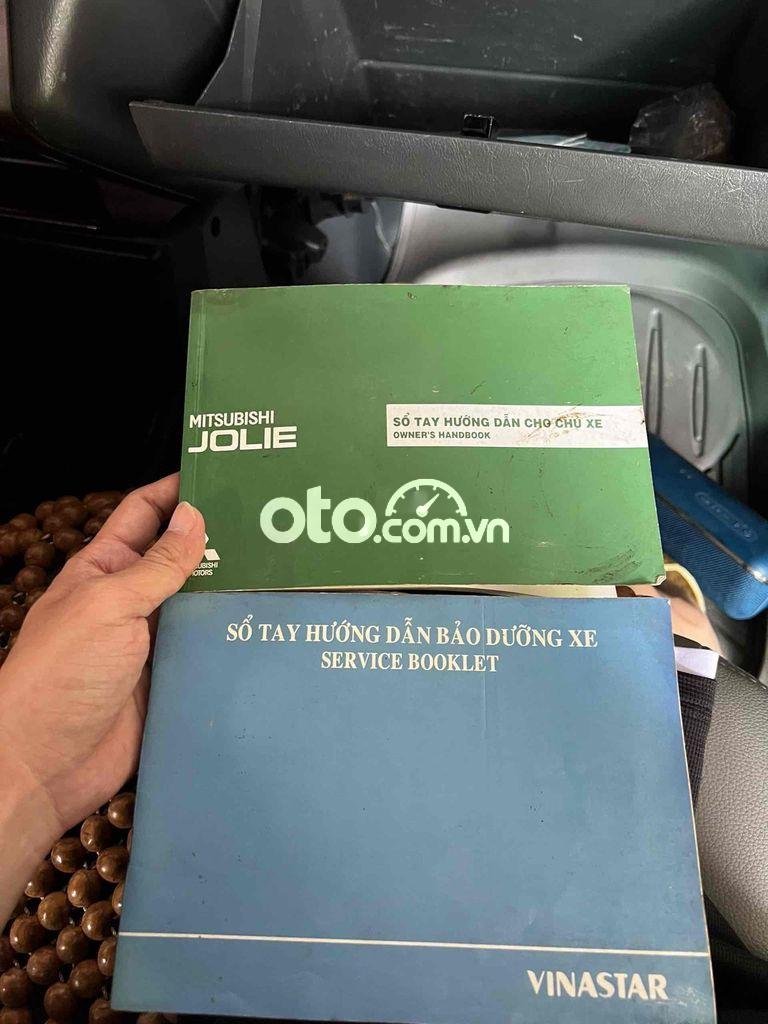 MITSUBISHI
JOLIE
SỔ TAY HƯỚNG DẪN CHO CHỦ XE
OWNER'S HANDBOOK
oto.com.vn
MOTORS
SỔ TAY HƯỚNG DẪN BẢO DƯỠNG XE
SERVICE BOOKLET
VINASTAR